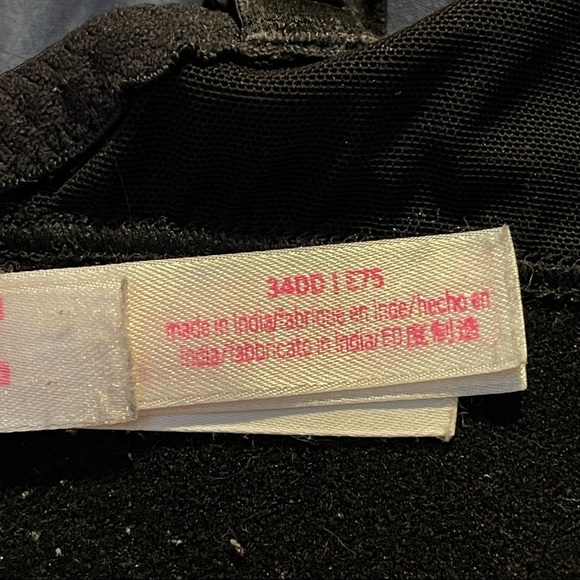 34DD | E75
made in India/fabriqué en Inde/hecho en
India/fabbricato in India/印度制造